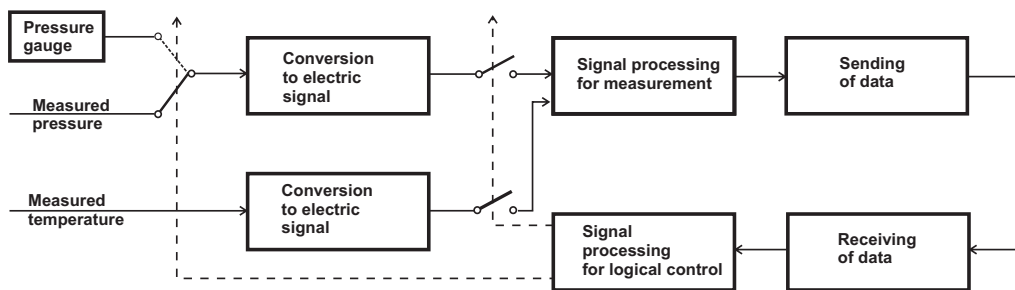 Pressure
gauge
Measured
pressure
Conversion
to electric
signal
Signal processing
for measurement
Sending
of data
Measured
temperature
Conversion
to electric
signal
Signal
processing
for logical control
Receiving
of data